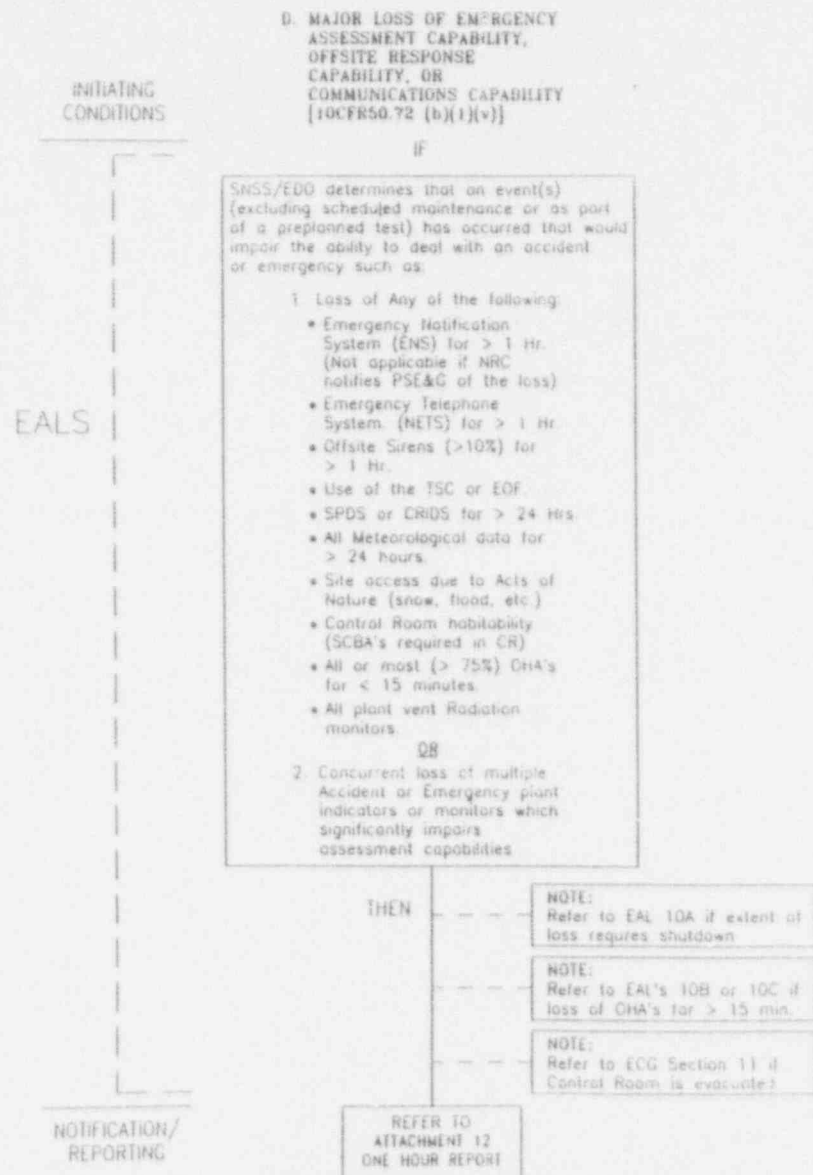 D. MAJOR LOSS OF EMERGENCY
ASSESSMENT CAPABILITY,
OFFSITE RESPONSE
CAPABILITY, OR
COMMUNICATIONS CAPABILITY
[10CFR50.72 (b)(1)(v)]
INITIATING
CONDITIONS
IF
SNSS/EDO determines that an event(s)
(excluding scheduled maintenance or as part
of a preplanned test) has occurred that would
impair the ability to deal with an accident
or emergency such as:
1. Loss of Any of the following:
• Emergency Notification
System (ENS) for > 1 Hr.
(Not applicable if NRC
notifies PSE&G of the loss)
• Emergency Telephone
System. (NETS) for > 1 Hr.
• Offsite Sirens (>10%) for
> 1 Hr.
• Use of the TSC or EOF.
• SPDS or CRIDS for > 24 Hrs.
• All Meteorological data for
> 24 hours.
• Site access due to Acts of
Nature (snow, flood, etc.)
• Control Room habitability
(SCBA's required in CR)
• All or most (> 75%) OHA's
for < 15 minutes.
• All plant vent Radiation
monitors.
OR
2. Concurrent loss of multiple
Accident or Emergency plant
indicators or monitors which
significantly impairs
assessment capabilities
EALS
THEN
NOTE:
Refer to EAL 10A if extent of
loss requres shutdown
NOTE:
Refer to EAL's 10B or 10C if
loss of OHA's for > 15 min.
NOTE:
Refer to ECG Section 11 if
Control Room is evacuated
NOTIFICATION/
REPORTING
REFER TO
ATTACHMENT 12
ONE HOUR REPORT